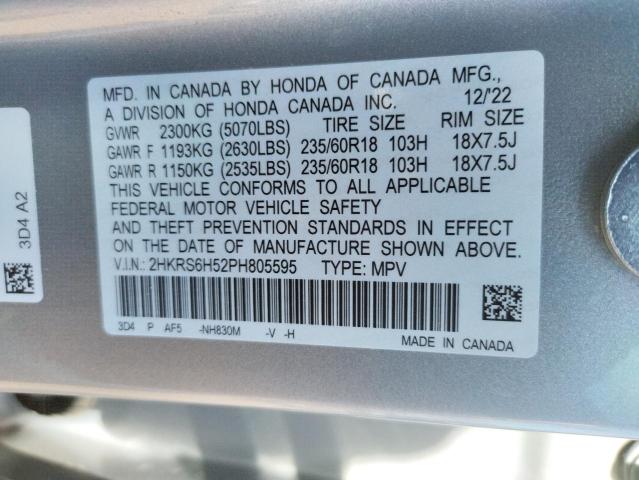 MFD. IN CANADA BY HONDA OF CANADA MFG.,
A DIVISION OF HONDA CANADA INC. 12/'22
GVWR 2300KG (5070LBS) TIRE SIZE RIM SIZE
GAWR F 1193KG (2630LBS) 235/60R18 103H 18X7.5J
GAWR R 1150KG (2535LBS) 235/60R18 103H 18X7.5J
THIS VEHICLE CONFORMS TO ALL APPLICABLE
FEDERAL MOTOR VEHICLE SAFETY
AND THEFT PREVENTION STANDARDS IN EFFECT
ON THE DATE OF MANUFACTURE SHOWN ABOVE.
V.I.N.: 2HKRS6H52PH805595 TYPE: MPV
3D4 P AF5 -NH830M -V -H
MADE IN CANADA
3D4 A2